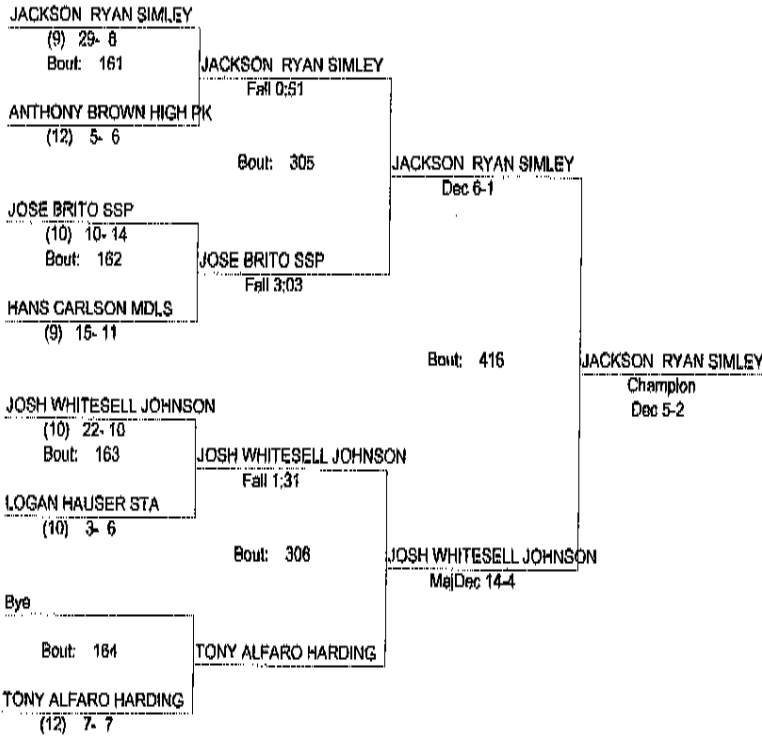 JACKSON RYAN SIMLEY
(9) 29- 8
Bout: 161
ANTHONY BROWN HIGH PK
(12) 5- 6
JACKSON RYAN SIMLEY
Fall 0:51
Bout: 305
JOSE BRITO SSP
(10) 10- 14
Bout: 162
HANS CARLSON MDLS
(9) 15- 11
JOSE BRITO SSP
Fall 3:03
JACKSON RYAN SIMLEY
Dec 6-1
Bout: 416
JACKSON RYAN SIMLEY
Champion
Dec 5-2
JOSH WHITESELL JOHNSON
(10) 22- 10
Bout: 163
LOGAN HAUSER STA
(10) 3- 6
JOSH WHITESELL JOHNSON
Fall 1:31
Bout: 306
JOSH WHITESELL JOHNSON
MajDec 14-4
Bye
Bout: 164
TONY ALFARO HARDING
(12) 7- 7
TONY ALFARO HARDING